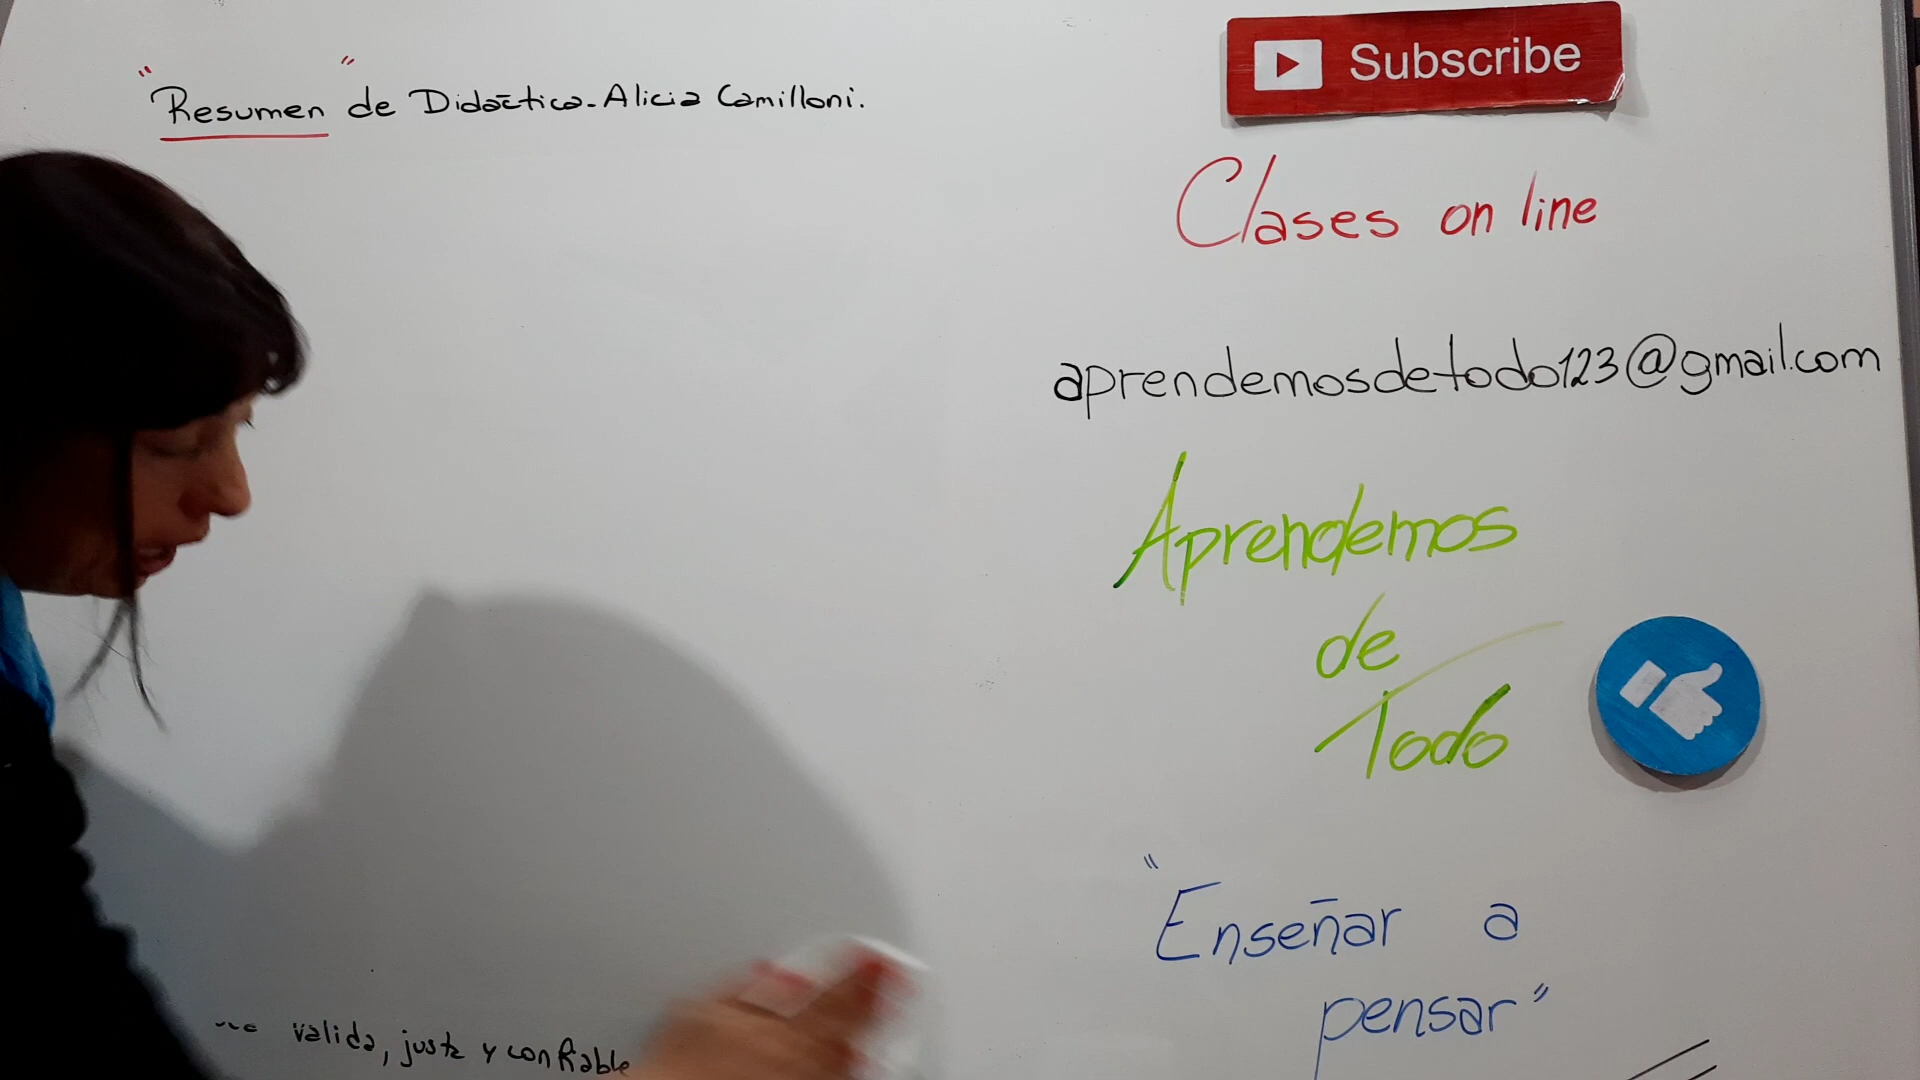 "Resumen" de Didáctica - Alicia Camilloni.
válida, justa y confiable
Subscribe
Clases on line
aprendemosdetodo123@gmail.com
Aprendemos
de
Todo
"Enseñar a
pensar"